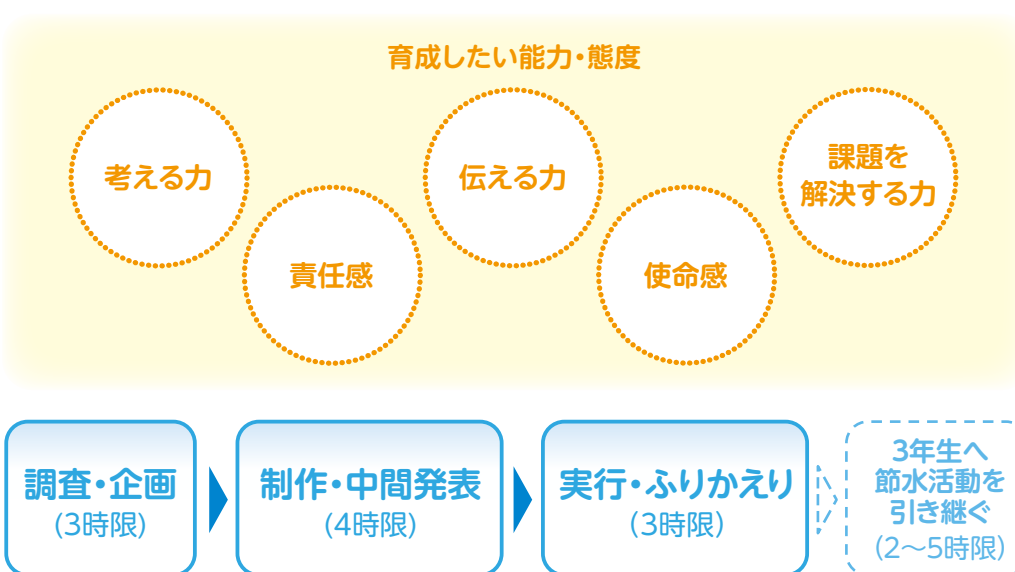 育成したい能力・態度
考える力
伝える力
課題を
解決する力
責任感
使命感
調査・企画
(3時限)
制作・中間発表
(4時限)
実行・ふりかえり
(3時限)
3年生へ
節水活動を
引き継ぐ
(2〜5時限)